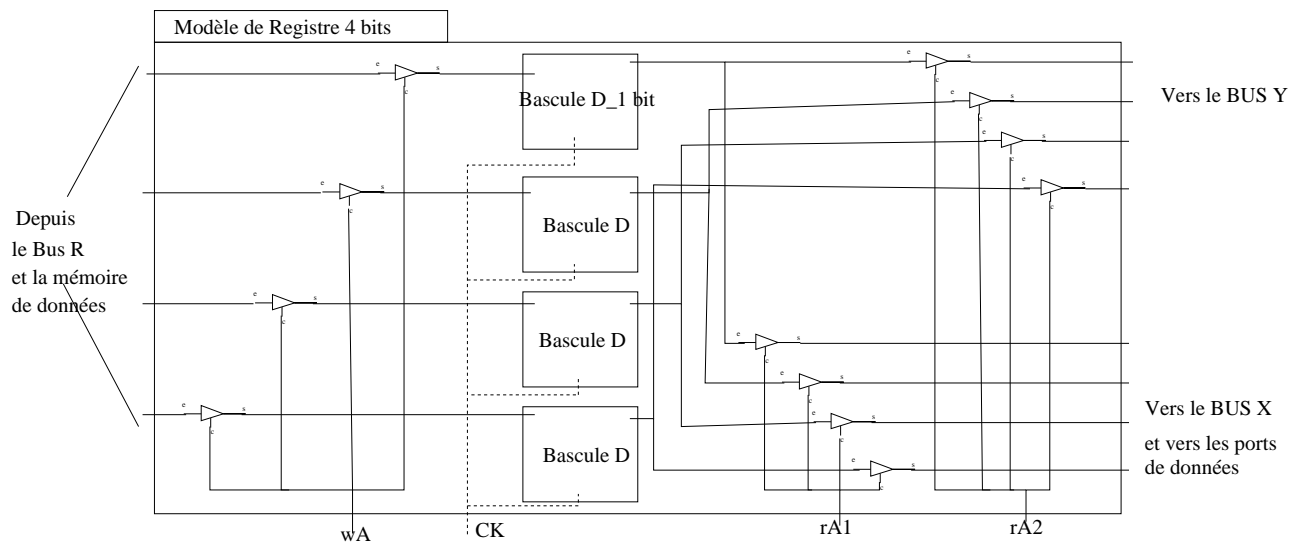 Modèle de Registre 4 bits
e
s
c
e
s
c
Bascule D_1 bit
Vers le BUS Y
e
s
c
e
s
c
e
s
c
e
s
c
Bascule D
Depuis
le Bus R
et la mémoire
de données
e
s
c
Bascule D
e
s
c
e
s
c
e
s
c
Bascule D
e
s
c
e
s
c
Vers le BUS X
et vers les ports
de données
wA
CK
rA1
rA2